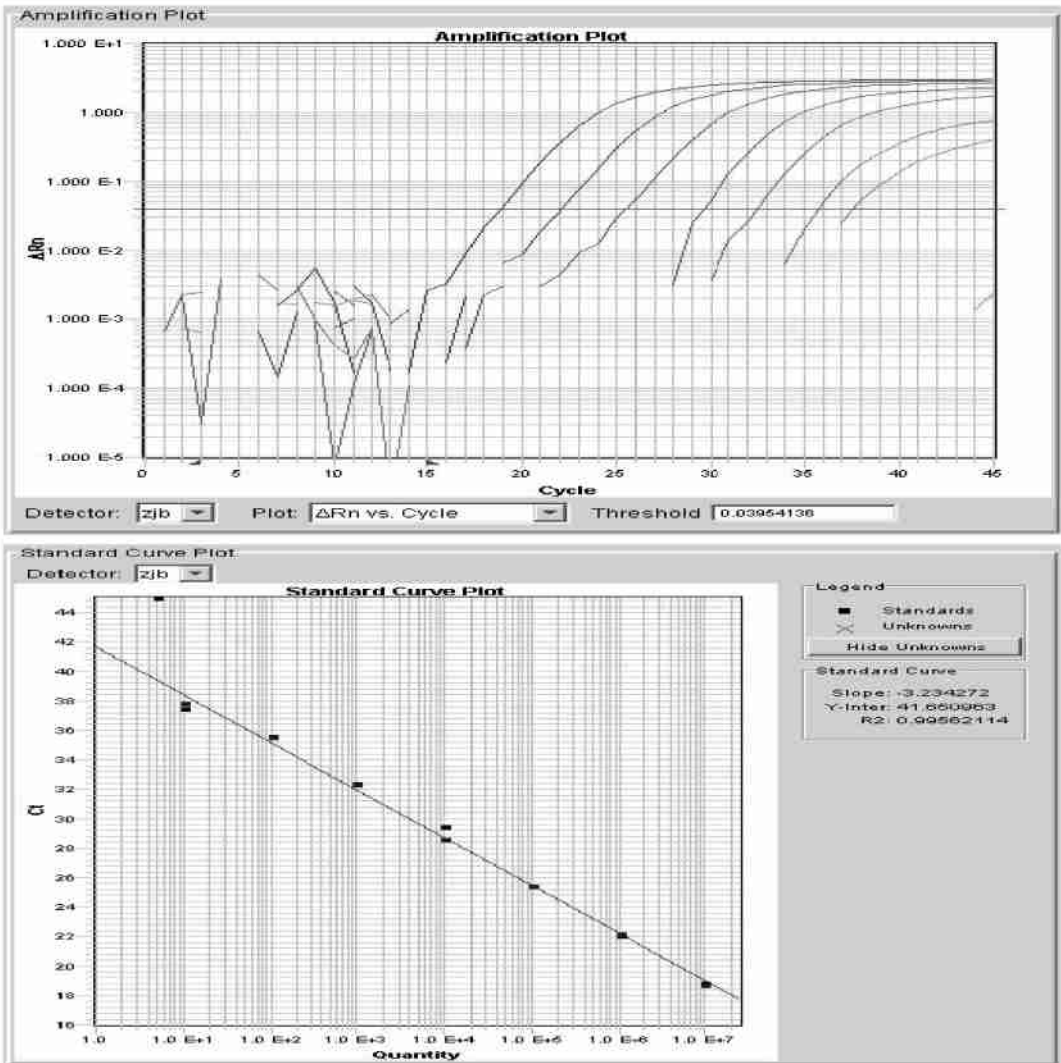 Amplification Plot
Amplification Plot
1.000 E+1
1.000
1.000 E-1
1.000 E-2
1.000 E-3
1.000 E-4
1.000 E-5
ΔRn
0 5 10 15 20 25 30 35 40 45
Cycle
Detector: zjb Plot: ΔRn vs. Cycle Threshold 0.03954138
Standard Curve Plot
Detector: zjb
Standard Curve Plot
44
42
40
38
36
34
32
30
28
26
24
22
20
18
16
Ct
1.0 1.0 E+1 1.0 E+2 1.0 E+3 1.0 E+4 1.0 E+5 1.0 E+6 1.0 E+7
Quantity
Legend
Standards
Unknowns
Hide Unknowns
Standard Curve
Slope: -3.234272
Y-Inter: 41.650963
R2: 0.99562114